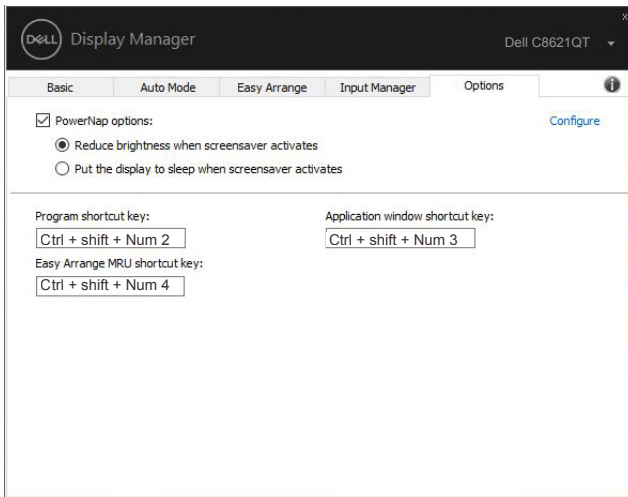 x
DELL Display Manager
Dell C8621QT
Basic Auto Mode Easy Arrange Input Manager Options
PowerNap options: Configure
Reduce brightness when screensaver activates
Put the display to sleep when screensaver activates
Program shortcut key: Application window shortcut key:
Ctrl + shift + Num 2 Ctrl + shift + Num 3
Easy Arrange MRU shortcut key:
Ctrl + shift + Num 4